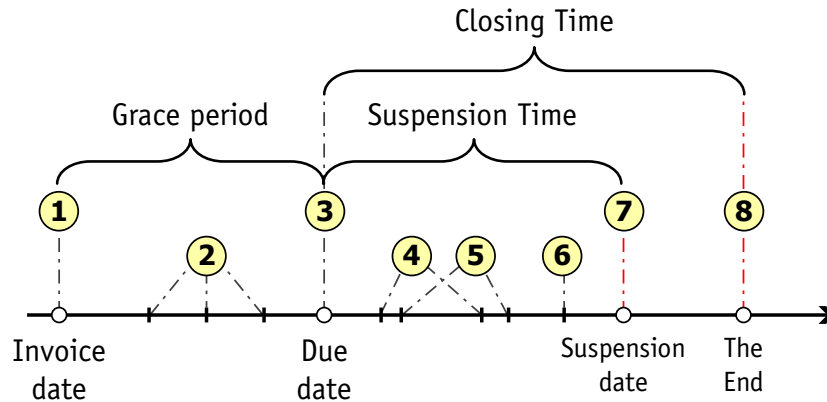 Closing Time
Grace period
Suspension Time
1
3
7
8
2
4
5
6
Invoice
date
Due
date
Suspension
date
The
End